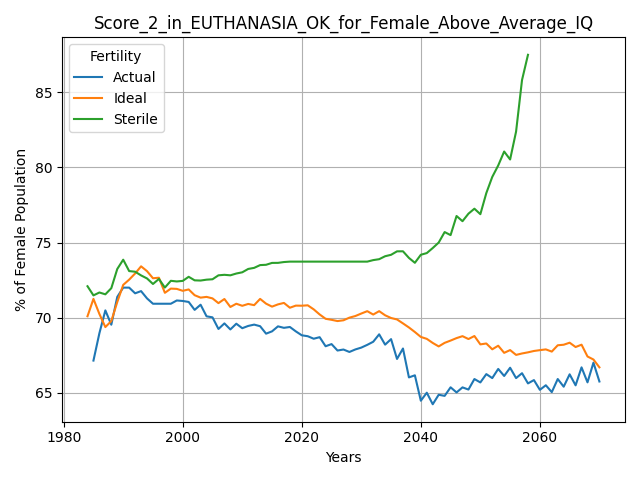 Score_2_in_EUTHANASIA_OK_for_Female_Above_Average_IQ
% of Female Population
85
80
75
70
65
Fertility
Actual
Ideal
Sterile
1980
2000
2020
2040
2060
Years